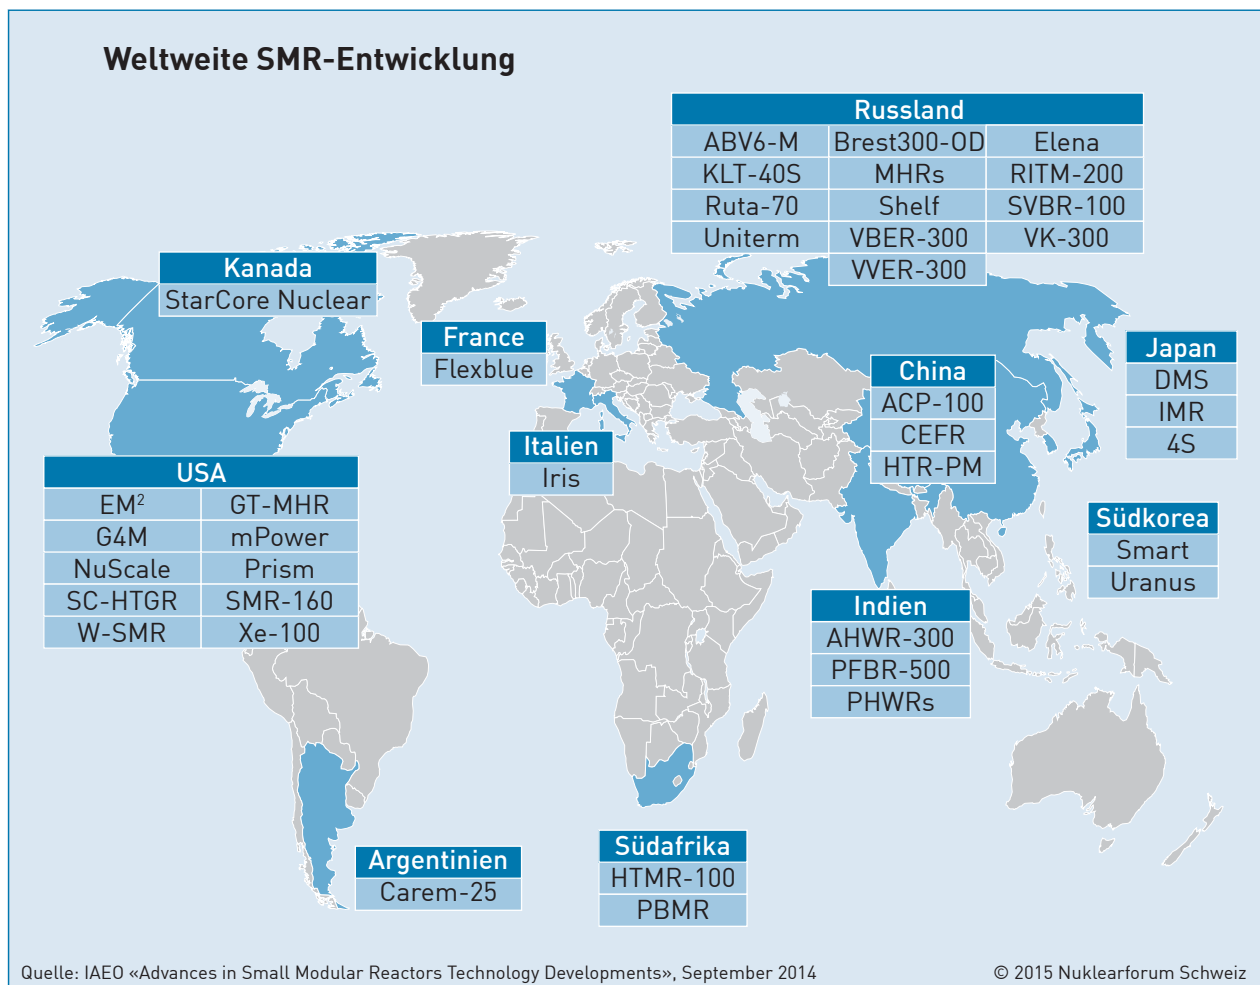 Weltweite SMR-Entwicklung
Russland
ABV6-M Brest300-OD Elena
KLT-40S MHRs RITM-200
Ruta-70 Shelf SVBR-100
Uniterm VBER-300 VK-300
VVER-300
Kanada
StarCore Nuclear
France
Flexblue
Italien
Iris
China
ACP-100
CEFR
HTR-PM
Japan
DMS
IMR
4S
USA
EM² GT-MHR
G4M mPower
NuScale Prism
SC-HTGR SMR-160
W-SMR Xe-100
Südkorea
Smart
Uranus
Indien
AHWR-300
PFBR-500
PHWRs
Südafrika
HTMR-100
PBMR
Argentinien
Carem-25
Quelle: IAEO «Advances in Small Modular Reactors Technology Developments», September 2014
© 2015 Nuklearforum Schweiz